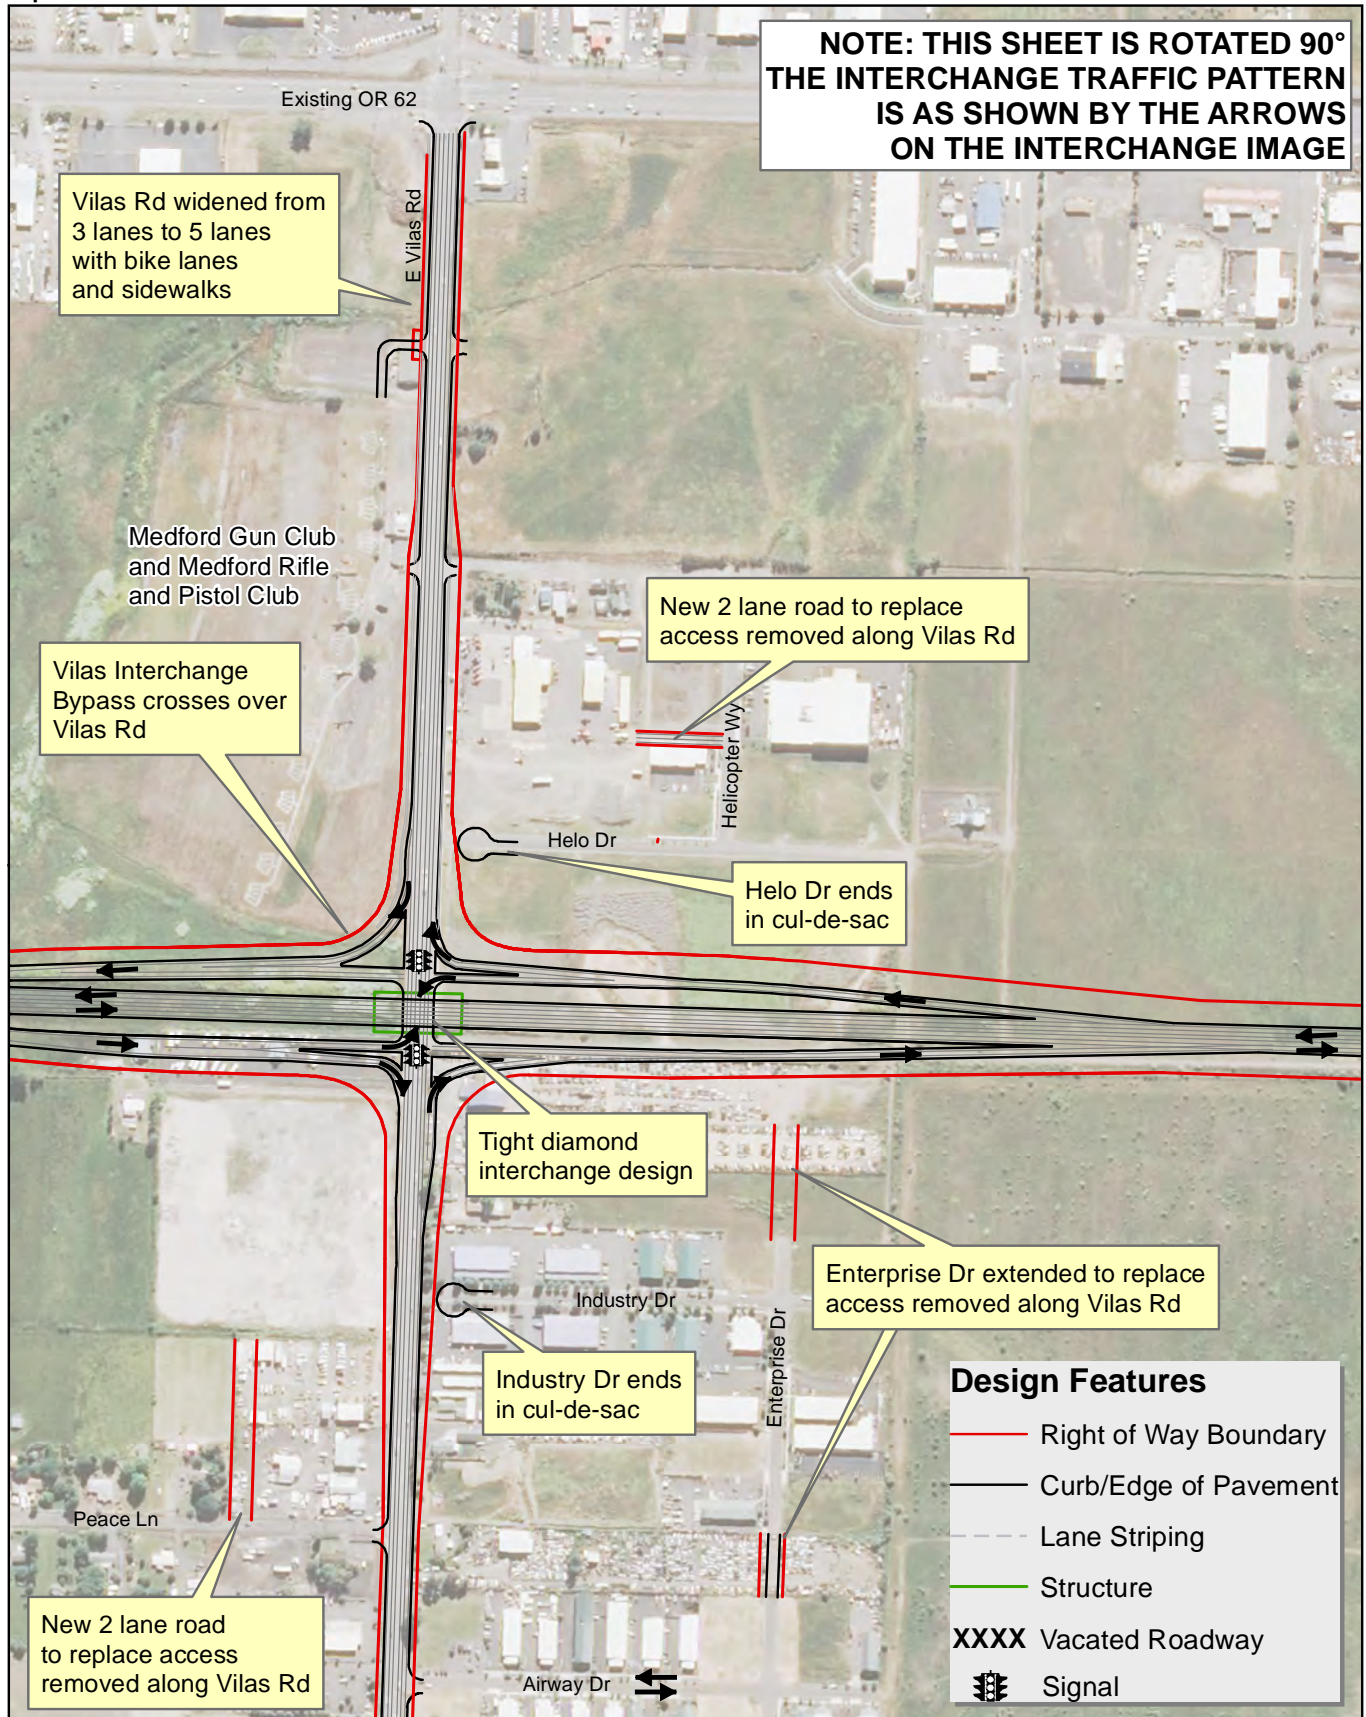 NOTE: THIS SHEET IS ROTATED 90°
THE INTERCHANGE TRAFFIC PATTERN
IS AS SHOWN BY THE ARROWS
ON THE INTERCHANGE IMAGE
Existing OR 62
E Vilas Rd
Vilas Rd widened from
3 lanes to 5 lanes
with bike lanes
and sidewalks
Medford Gun Club
and Medford Rifle
and Pistol Club
New 2 lane road to replace
access removed along Vilas Rd
Vilas Interchange
Bypass crosses over
Vilas Rd
Helicopter Wy
Helo Dr
Helo Dr ends
in cul-de-sac
Tight diamond
interchange design
Enterprise Dr extended to replace
access removed along Vilas Rd
Industry Dr
Enterprise Dr
Industry Dr ends
in cul-de-sac
Peace Ln
New 2 lane road
to replace access
removed along Vilas Rd
Airway Dr
Design Features
Right of Way Boundary
Curb/Edge of Pavement
Lane Striping
Structure
XXXX Vacated Roadway
Signal